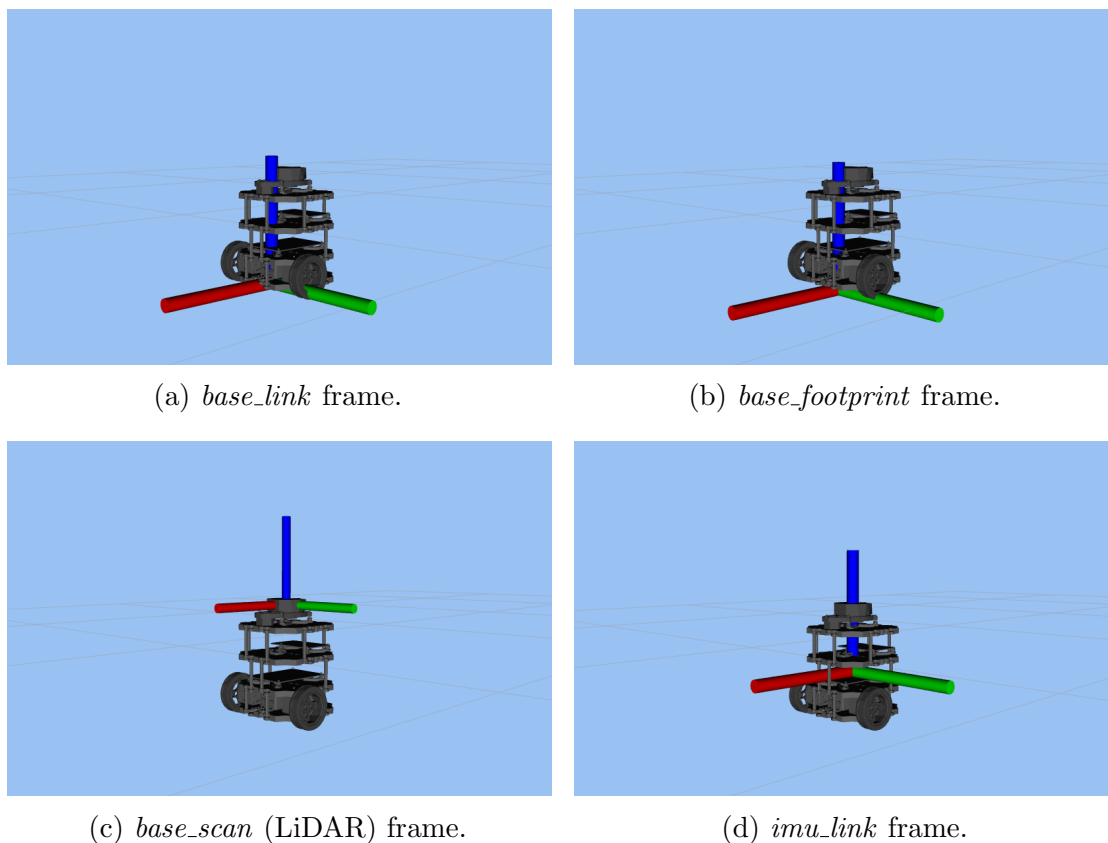 (a) base_link frame.
(b) base_footprint frame.
(c) base_scan (LiDAR) frame.
(d) imu_link frame.